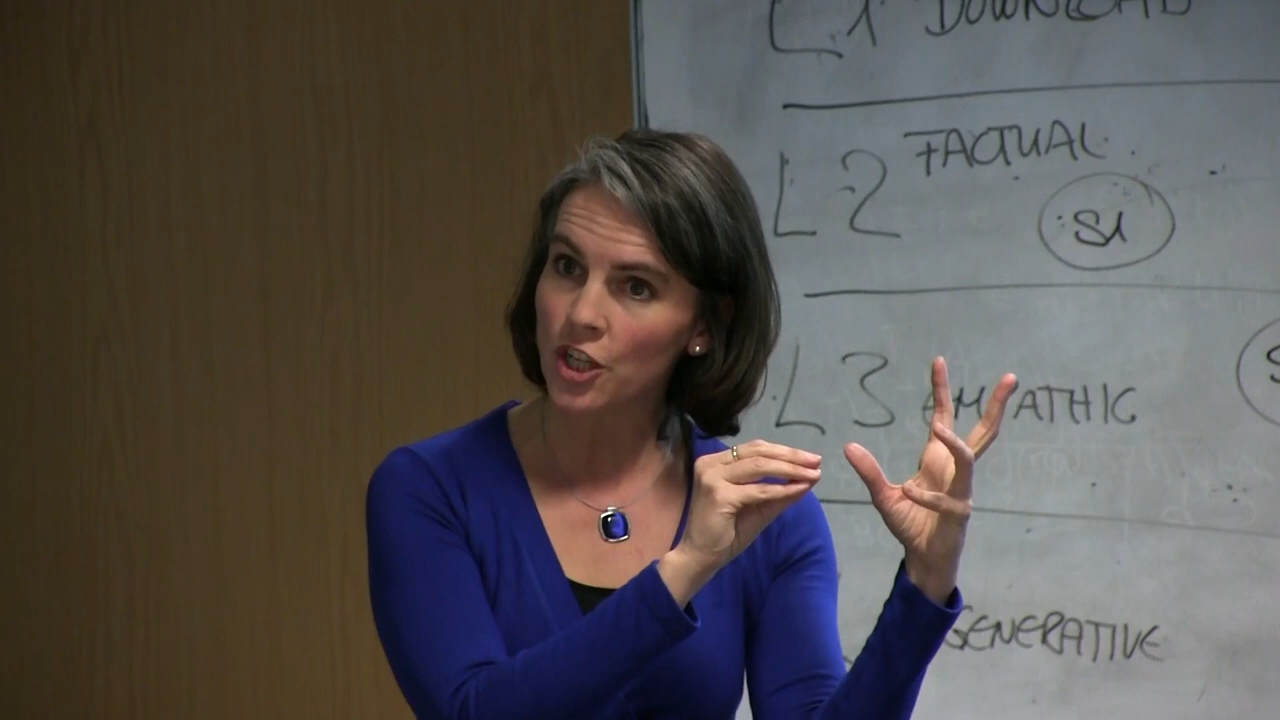 L1 DOWNLOAD
L2 FACTUAL
S1
L3 EMPATHIC
GENERATIVE